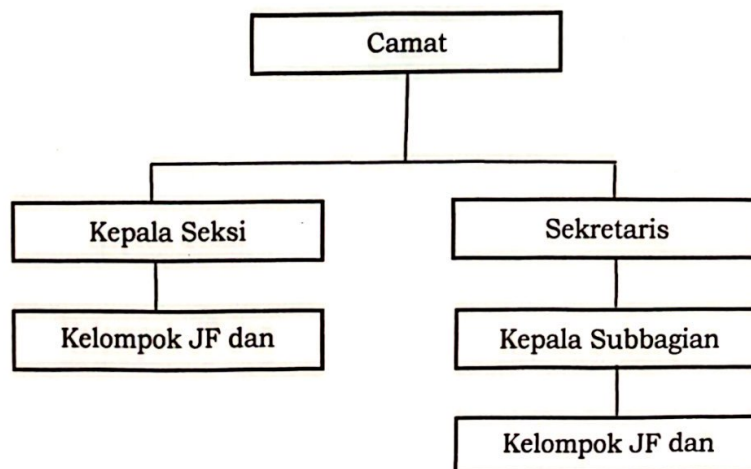 Camat
Kepala Seksi
Sekretaris
Kelompok JF dan
Kepala Subbagian
Kelompok JF dan